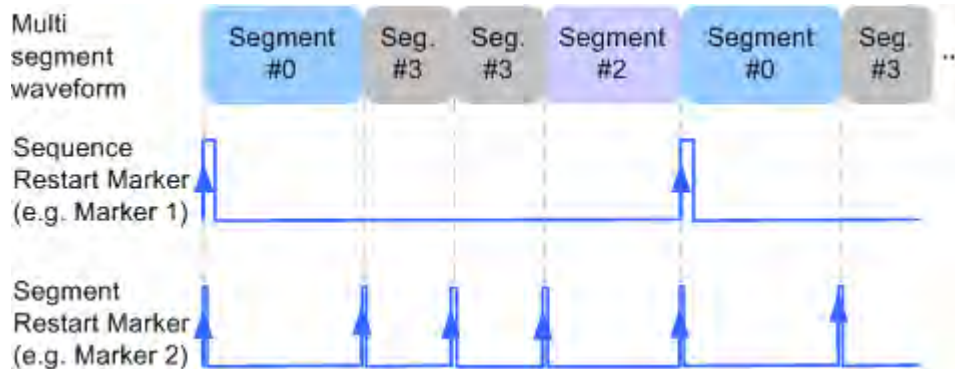 Multi
segment
waveform
Segment
#0
Seg.
#3
Seg.
#3
Segment
#2
Segment
#0
Seg.
#3
...
Sequence
Restart Marker
(e.g. Marker 1)
Segment
Restart Marker
(e.g. Marker 2)